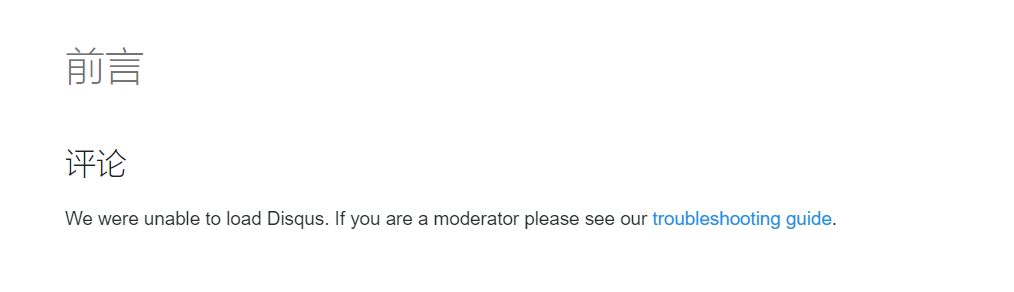 前言
评论
We were unable to load Disqus. If you are a moderator please see our troubleshooting guide.